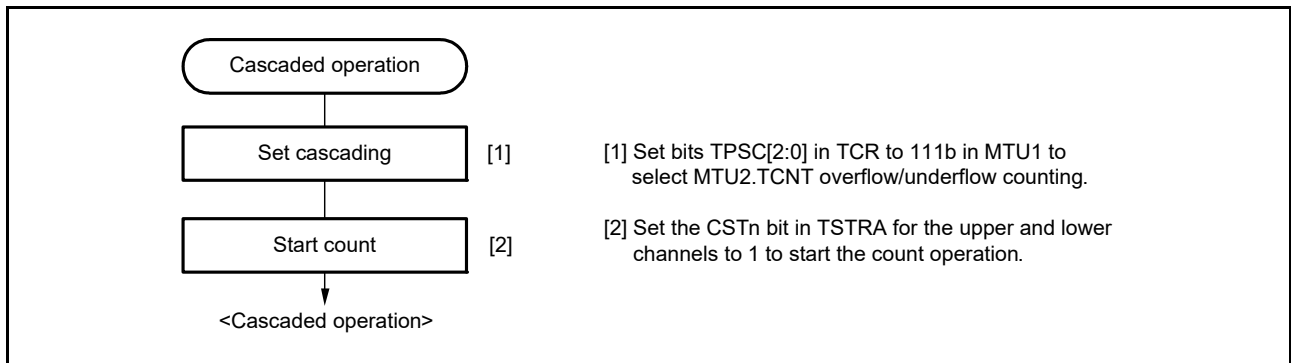 Cascaded operation
Set cascading
[1]
[1] Set bits TPSC[2:0] in TCR to 111b in MTU1 to
select MTU2.TCNT overflow/underflow counting.
Start count
[2]
[2] Set the CSTn bit in TSTRA for the upper and lower
channels to 1 to start the count operation.
<Cascaded operation>